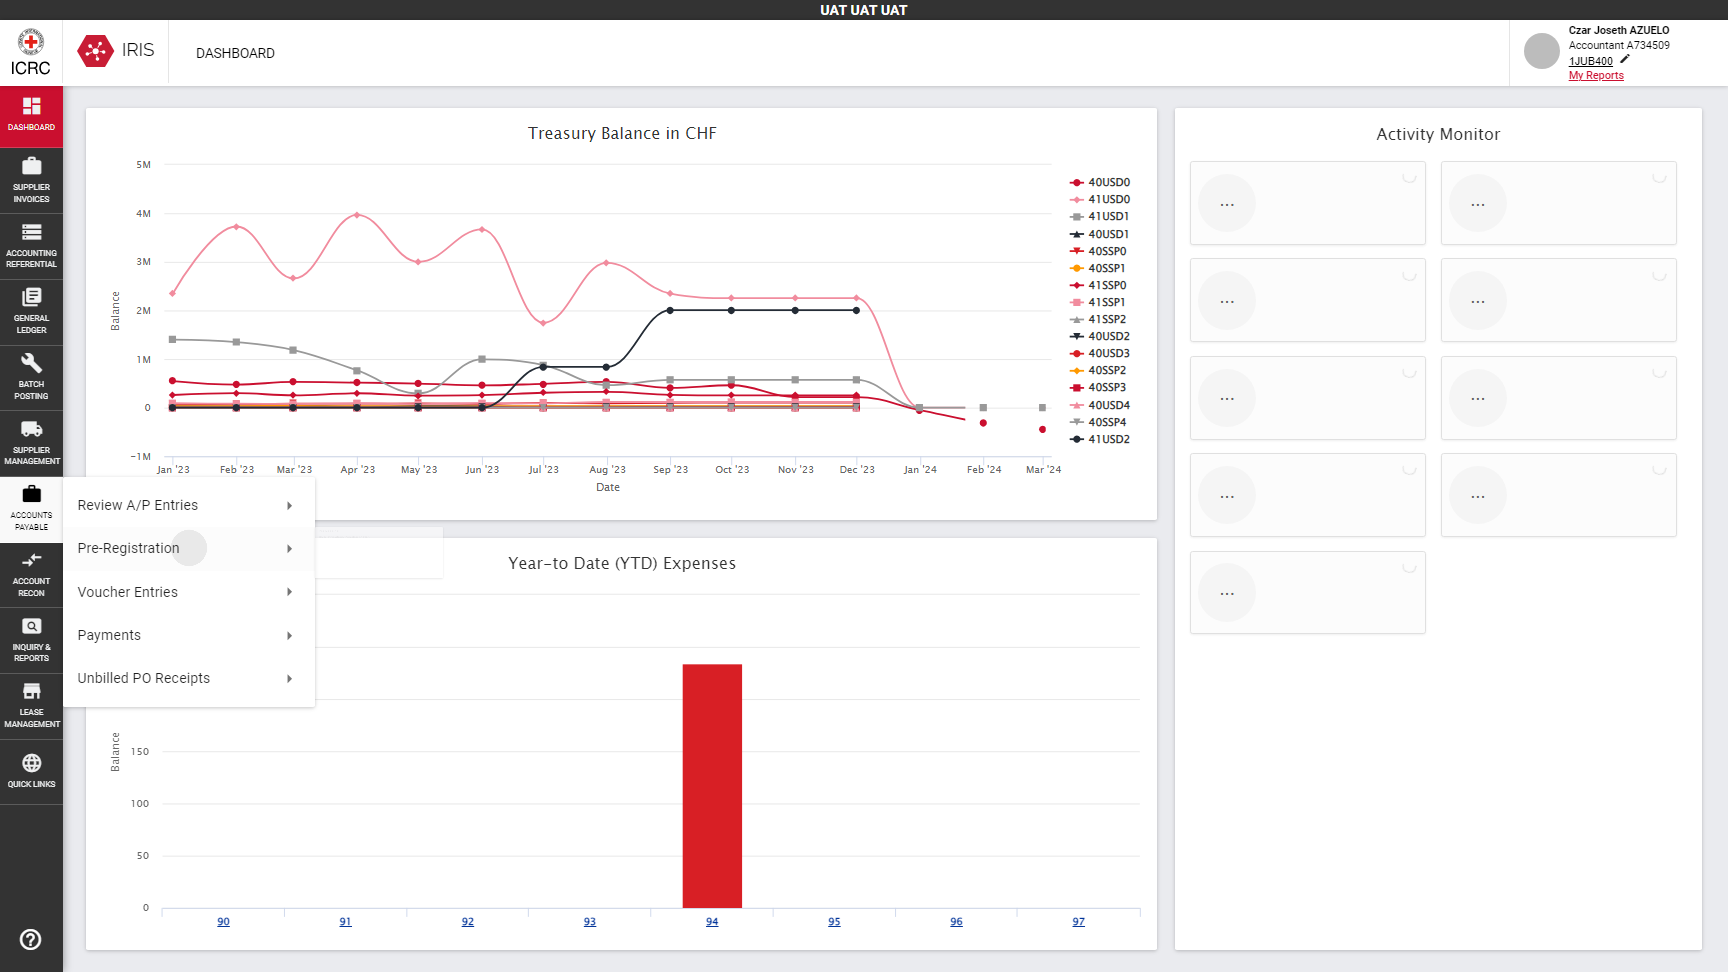 UAT UAT UAT
ICRC
IRIS
DASHBOARD
Czar Joseth AZUELO
Accountant A734509
1JUB400
My Reports
DASHBOARD
SUPPLIER
INVOICES
ACCOUNTING
REFERENTIAL
GENERAL
LEDGER
BATCH
POSTING
SUPPLIER
MANAGEMENT
ACCOUNTS
PAYABLE
ACCOUNT
RECON
INQUIRY &
REPORTS
LEASE
MANAGEMENT
QUICK LINKS
Review A/P Entries
Pre-Registration
Voucher Entries
Payments
Unbilled PO Receipts
Treasury Balance in CHF
Balance
5M
4M
3M
2M
1M
0
−1M
Jan '23
Feb '23
Mar '23
Apr '23
May '23
Jun '23
Jul '23
Aug '23
Sep '23
Oct '23
Nov '23
Dec '23
Jan '24
Feb '24
Mar '24
Date
40USD0
41USD0
41USD1
40USD1
40SSP0
40SSP1
41SSP0
41SSP1
41SSP2
40USD2
40USD3
40SSP2
40SSP3
40USD4
40SSP4
41USD2
Year-to Date (YTD) Expenses
Balance
150
100
50
0
90
91
92
93
94
95
96
97
Activity Monitor
...
...
...
...
...
...
...
...
...